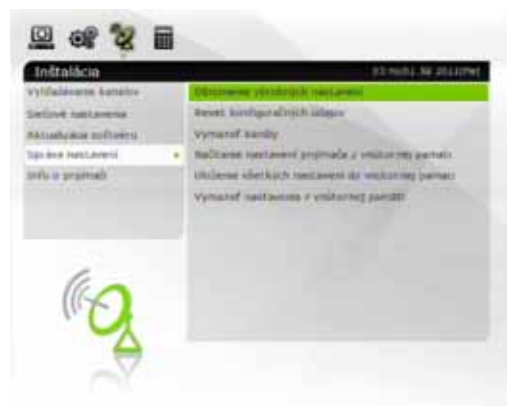 Inštalácia
Vyhľadávanie kanálov
Sieťové nastavenia
Aktualizácia softvéru
Správa nastavení
Info o prijímači
Obnovenie výrobných nastavení
Reset konfiguračných údajov
Vymazať kanály
Načítanie nastavení prijímača z vnútornej pamäti
Uloženie všetkých nastavení do vnútornej pamäti
Vymazať nastavenia z vnútornej pamäti